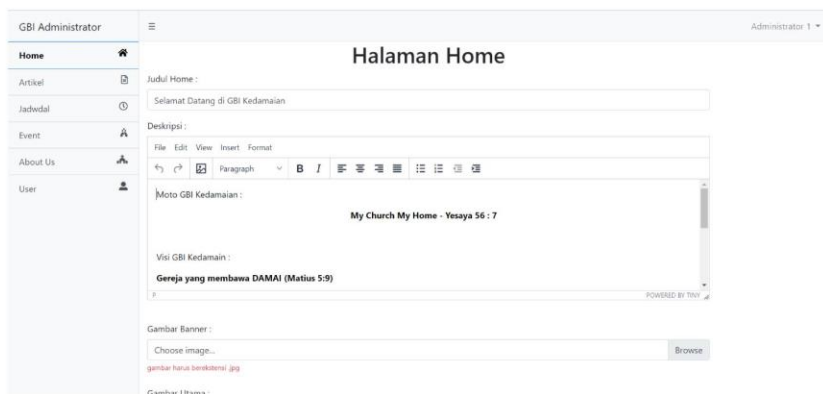 GBI Administrator
Administrator 1
Home
Artikel
Jadwdal
Event
About Us
User
Halaman Home
Judul Home :
Selamat Datang di GBI Kedamaian
Deskripsi :
File Edit View Insert Format
Paragraph B I
Moto GBI Kedamaian :
My Church My Home - Yesaya 56 : 7
Visi GBI Kedamain :
Gereja yang membawa DAMAI (Matius 5:9)
P POWERED BY TINY
Gambar Banner :
Choose image... Browse
gambar harus berekstensi .jpg
Gambar Utama :